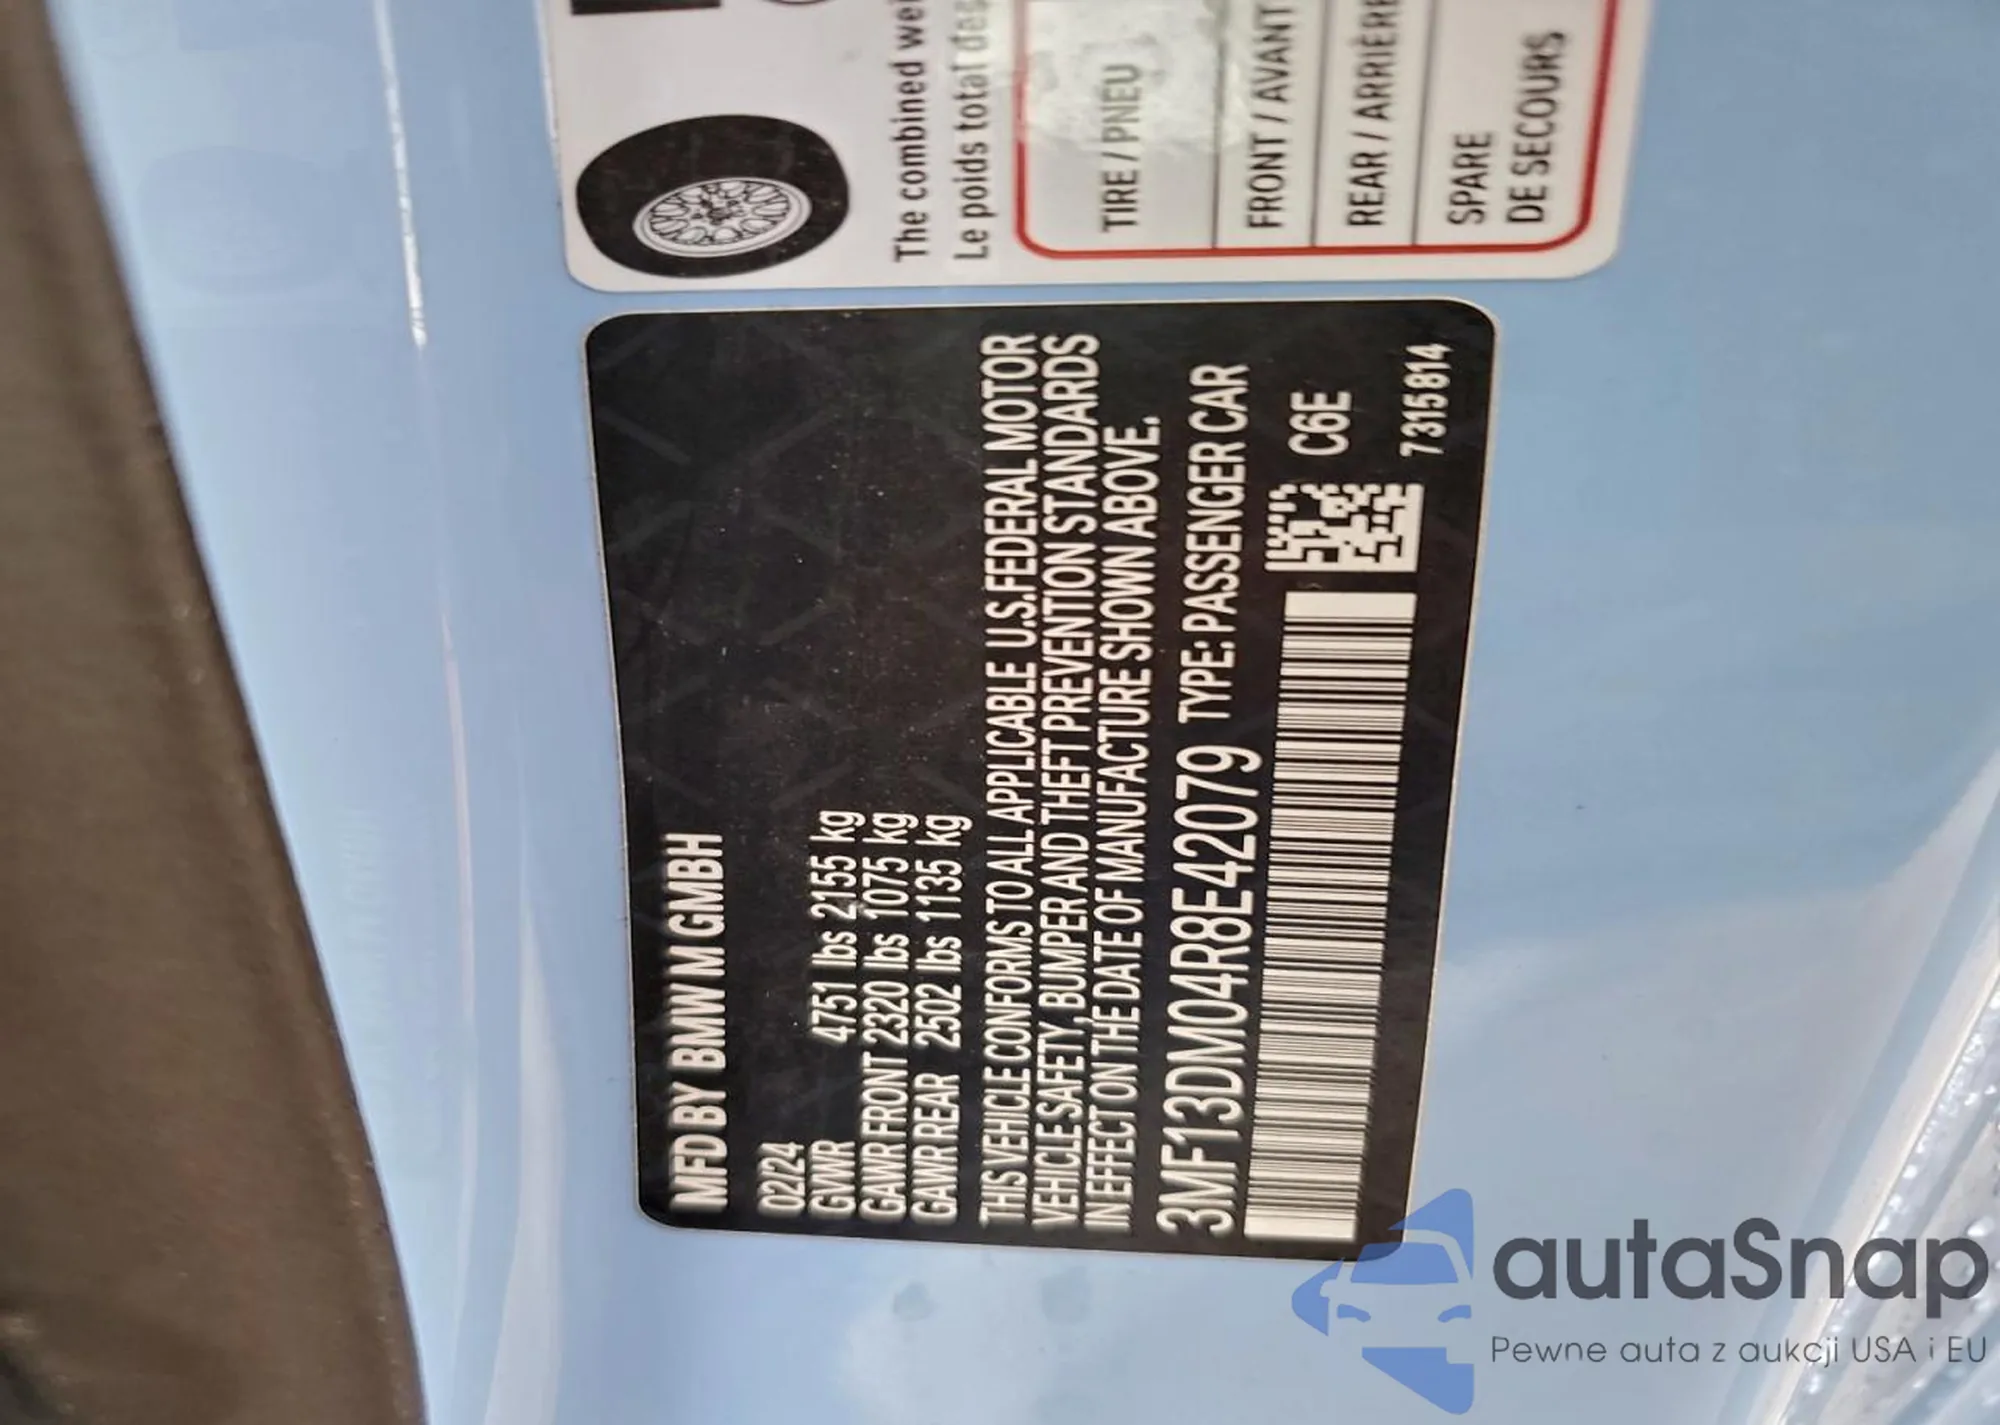 The combined wei
Le poids total des
TIRE / PNEU
FRONT / AVANT
REAR / ARRIÈRE
SPARE
DE SECOURS
MFD BY BMW M GMBH
02/24
GVWR 4751 lbs 2155 kg
GAWR FRONT 2320 lbs 1075 kg
GAWR REAR 2502 lbs 1135 kg
THIS VEHICLE CONFORMS TO ALL APPLICABLE U.S.FEDERAL MOTOR
VEHICLE SAFETY, BUMPER AND THEFT PREVENTION STANDARDS
IN EFFECT ON THE DATE OF MANUFACTURE SHOWN ABOVE.
3MF13DM04R8E42079 TYPE: PASSENGER CAR
C6E
7315814
autaSnap
Pewne auta z aukcji USA i EU